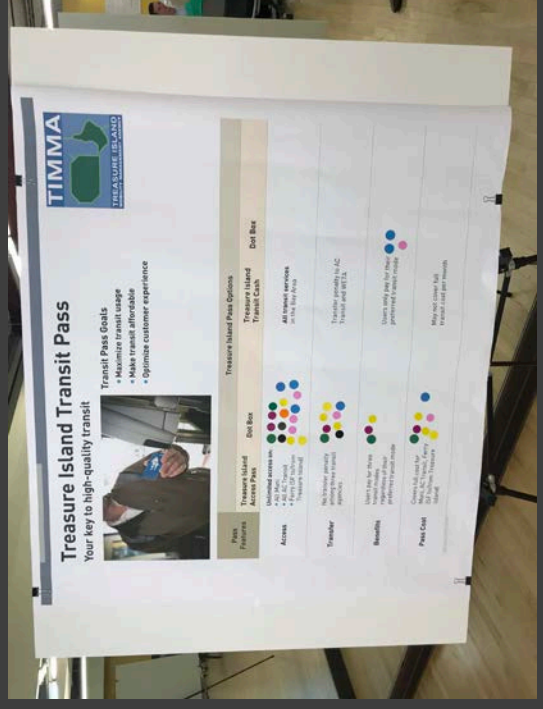 Treasure Island Transit Pass
Your key to high-quality transit
TIMMA
TREASURE ISLAND
MOBILITY MANAGEMENT AGENCY
Transit Pass Goals
• Maximize transit usage
• Make transit affordable
• Optimize customer experience
Treasure Island Pass Options
Pass
Features
Treasure Island
Access Pass
Dot Box
Treasure Island
Transit Cash
Dot Box
Access
Unlimited access on:
• All Muni
• All AC Transit
• Ferry (SF to/from
Treasure Island)
All transit services
in the Bay Area
Transfer
No transfer penalty
among three transit
agencies
Transfer penalty to AC
Transit and WETA
Benefits
Users pay for three
transit modes
regardless of their
preferred transit mode
Users only pay for their
preferred transit mode
Pass Cost
Covers full cost for
Muni, AC Transit, Ferry
(SF to/from Treasure
Island)
May not cover full
transit cost per month